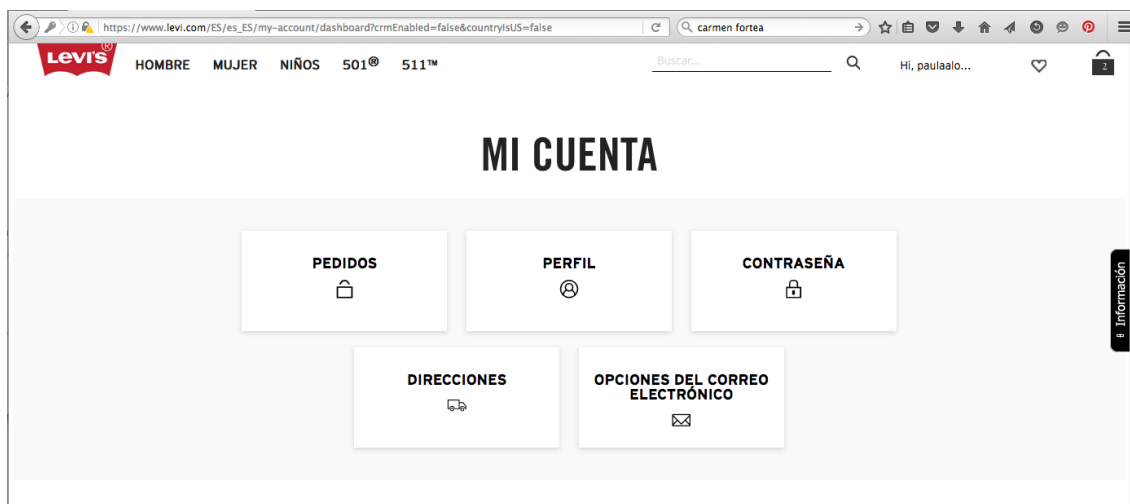 https://www.levi.com/ES/es_ES/my-account/dashboard?crmEnabled=false&countryIsUS=false
carmen fortea
Levi's®
HOMBRE MUJER NIÑOS 501® 511™
Buscar...
Hi, paulaalo...
2
MI CUENTA
PEDIDOS
PERFIL
CONTRASEÑA
DIRECCIONES
OPCIONES DEL CORREO
ELECTRÓNICO
Información